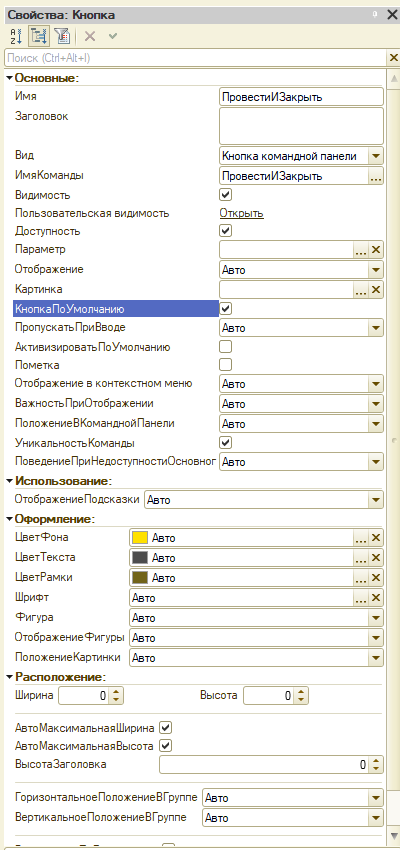 Свойства: Кнопка
Поиск (Ctrl+Alt+I)
Основные:
Имя ПровестиИЗакрыть
Заголовок
Вид Кнопка командной панели
ИмяКоманды ПровестиИЗакрыть
Видимость
Пользовательская видимость Открыть
Доступность
Параметр
Отображение Авто
Картинка
КнопкаПоУмолчанию
ПропускатьПриВводе Авто
АктивизироватьПоУмолчанию
Пометка
Отображение в контекстном меню Авто
ВажностьПриОтображении Авто
ПоложениеВКоманднойПанели Авто
УникальностьКоманды
ПоведениеПриНедоступностиОсновног Авто
Использование:
ОтображениеПодсказки Авто
Оформление:
ЦветФона Авто
ЦветТекста Авто
ЦветРамки Авто
Шрифт Авто
Фигура Авто
ОтображениеФигуры Авто
ПоложениеКартинки Авто
Расположение:
Ширина 0 Высота 0
АвтоМаксимальнаяШирина
АвтоМаксимальнаяВысота
ВысотаЗаголовка 0
ГоризонтальноеПоложениеВГруппе Авто
ВертикальноеПоложениеВГруппе Авто